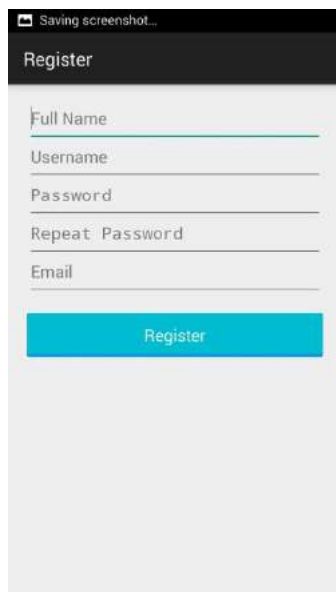 Saving screenshot...
Register
Full Name
Username
Password
Repeat Password
Email
Register